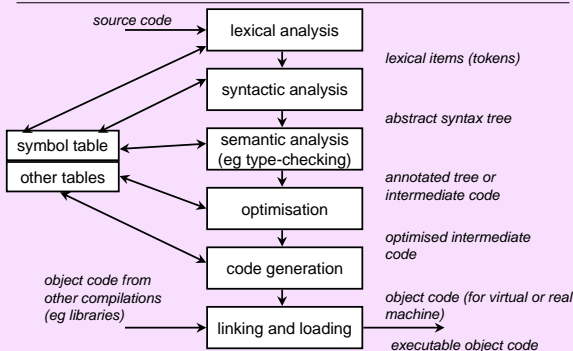 source code
lexical analysis
lexical items (tokens)
syntactic analysis
abstract syntax tree
symbol table
other tables
semantic analysis
(eg type-checking)
annotated tree or
intermediate code
optimisation
optimised intermediate
code
code generation
object code from
other compilations
(eg libraries)
object code (for virtual or real
machine)
linking and loading
executable object code